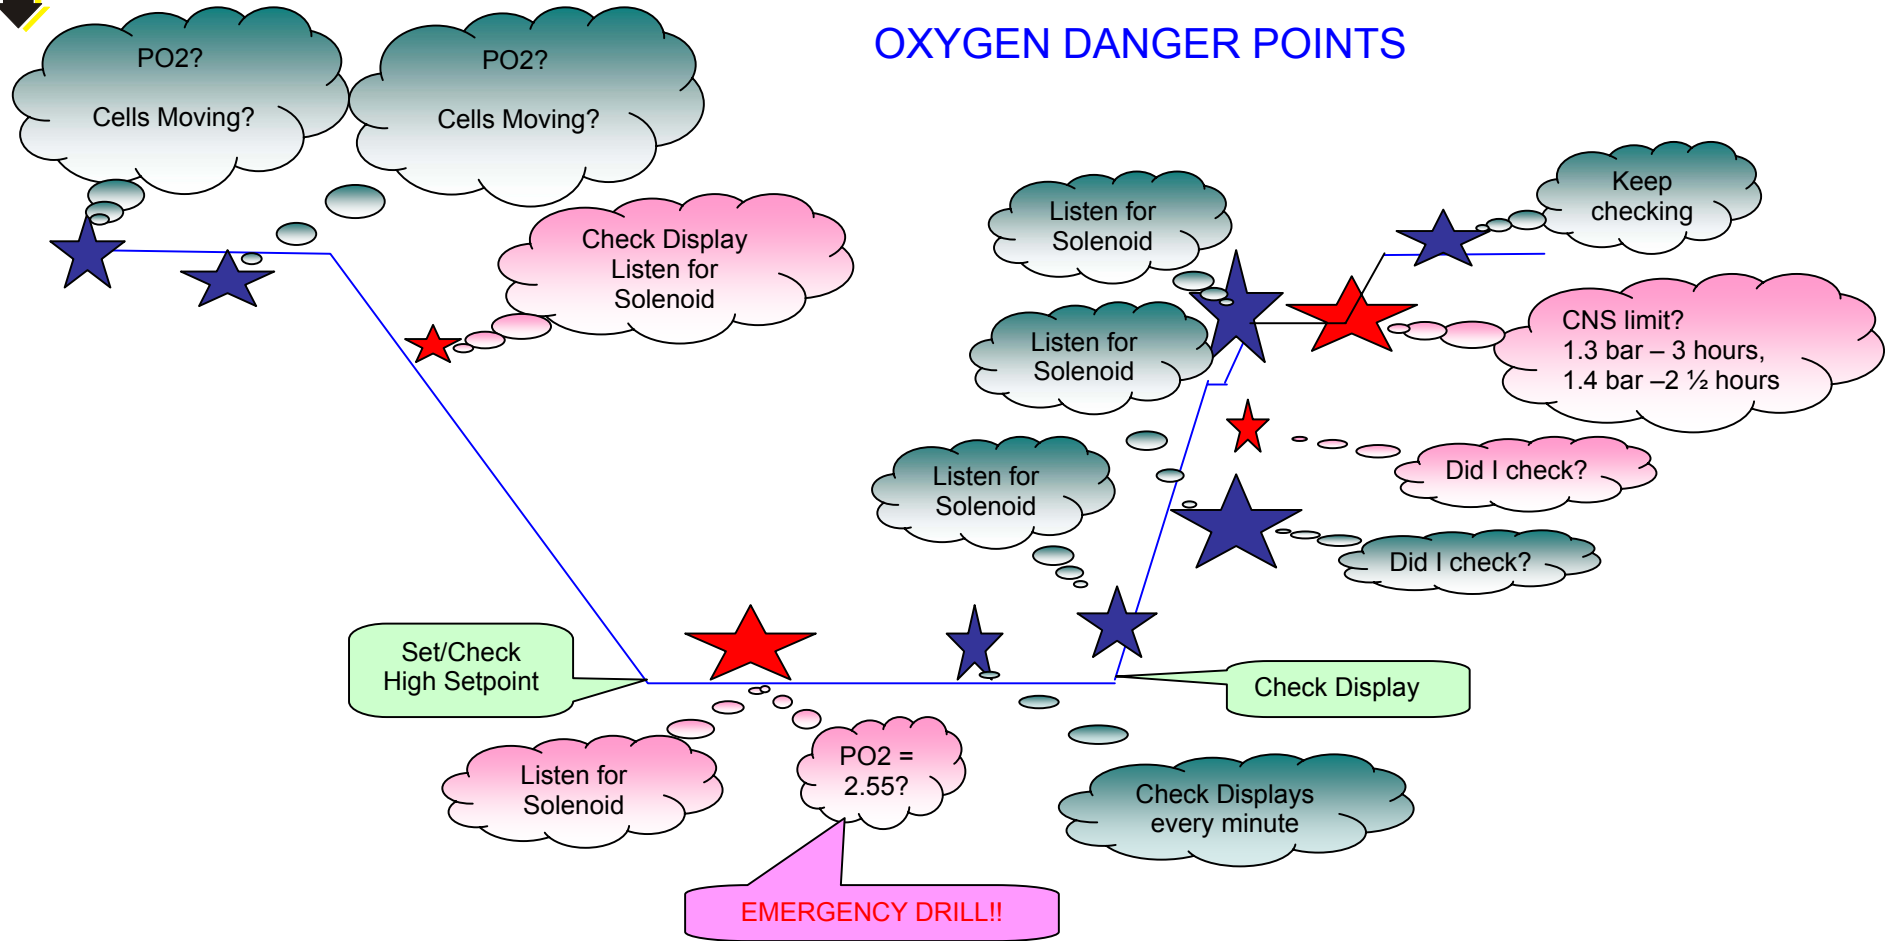 OXYGEN DANGER POINTS
PO2?
Cells Moving?
PO2?
Cells Moving?
Check Display
Listen for
Solenoid
Listen for
Solenoid
Keep
checking
Listen for
Solenoid
CNS limit?
1.3 bar – 3 hours,
1.4 bar –2 ½ hours
Listen for
Solenoid
Did I check?
Did I check?
Set/Check
High Setpoint
Check Display
Listen for
Solenoid
PO2 =
2.55?
Check Displays
every minute
EMERGENCY DRILL!!